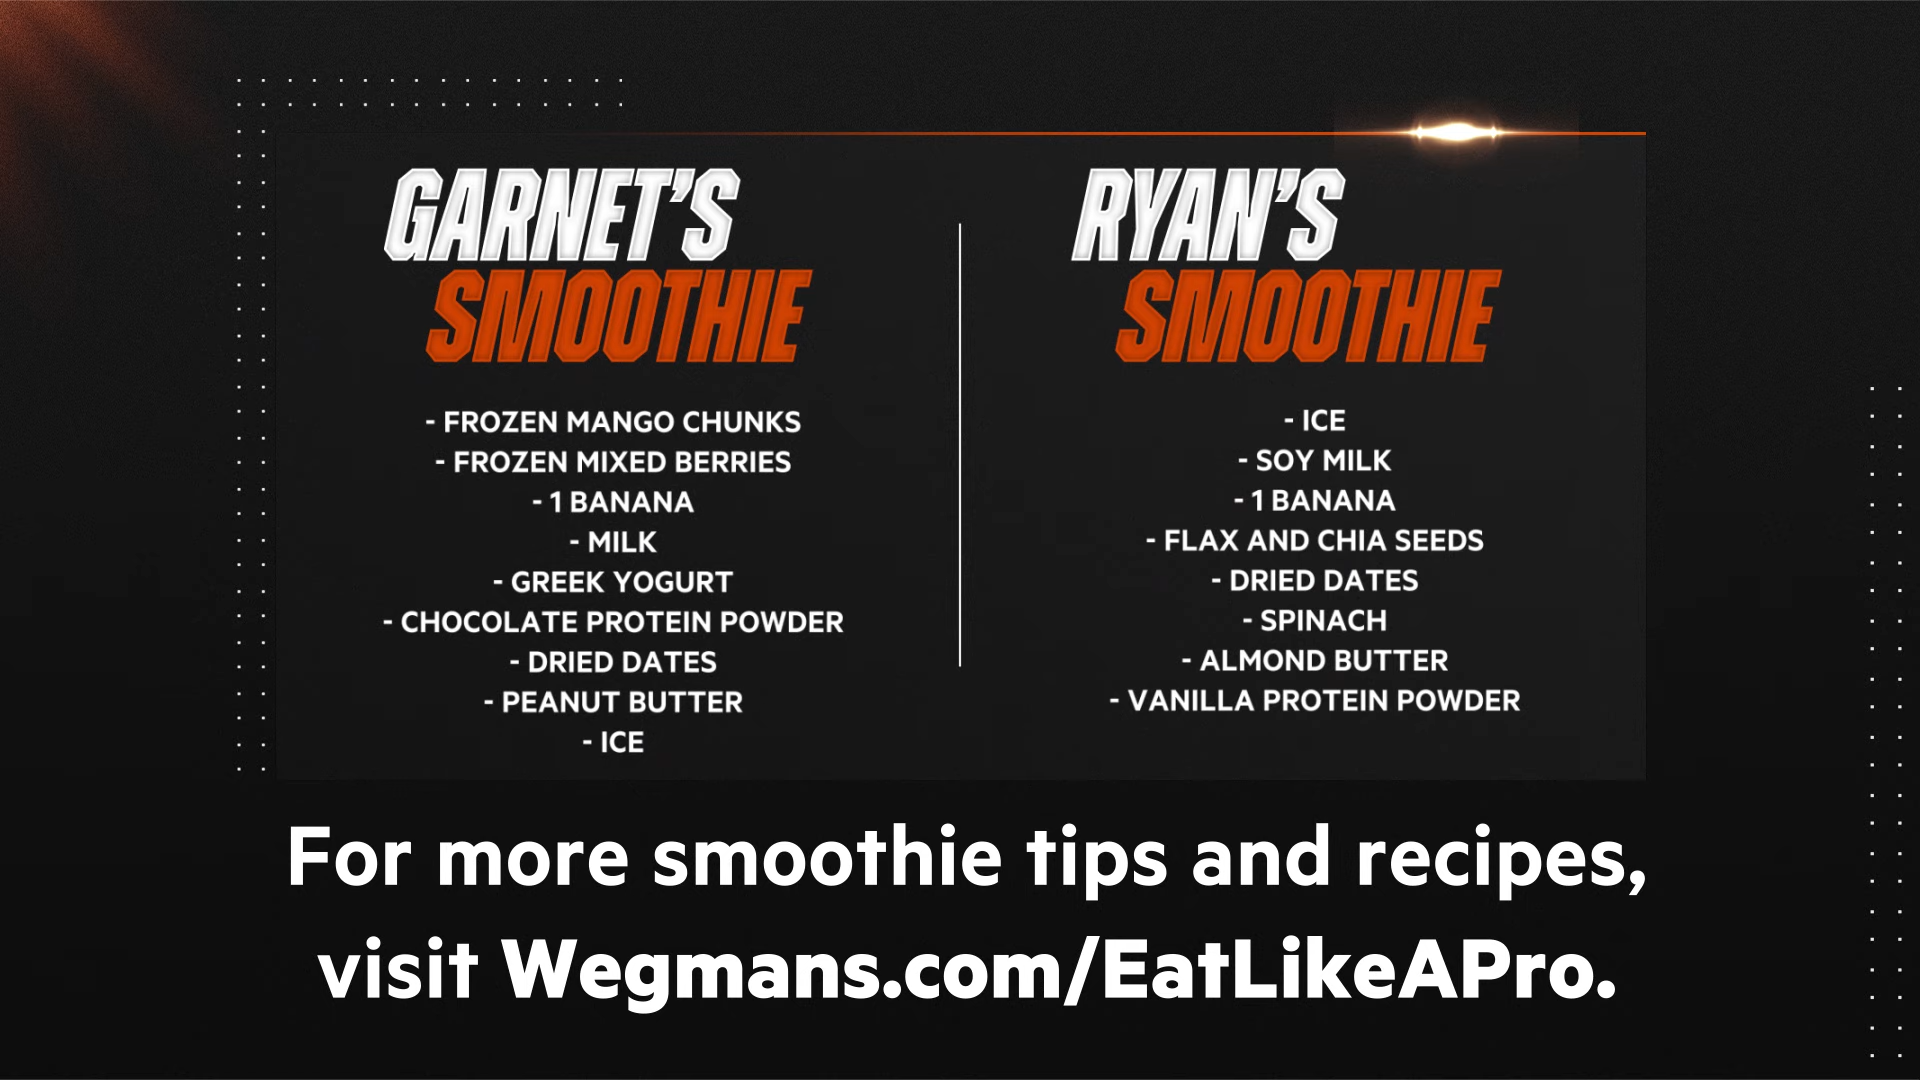 GARNET'S
SMOOTHIE
- FROZEN MANGO CHUNKS
- FROZEN MIXED BERRIES
- 1 BANANA
- MILK
- GREEK YOGURT
- CHOCOLATE PROTEIN POWDER
- DRIED DATES
- PEANUT BUTTER
- ICE
RYAN'S
SMOOTHIE
- ICE
- SOY MILK
- 1 BANANA
- FLAX AND CHIA SEEDS
- DRIED DATES
- SPINACH
- ALMOND BUTTER
- VANILLA PROTEIN POWDER
For more smoothie tips and recipes,
visit Wegmans.com/EatLikeAPro.